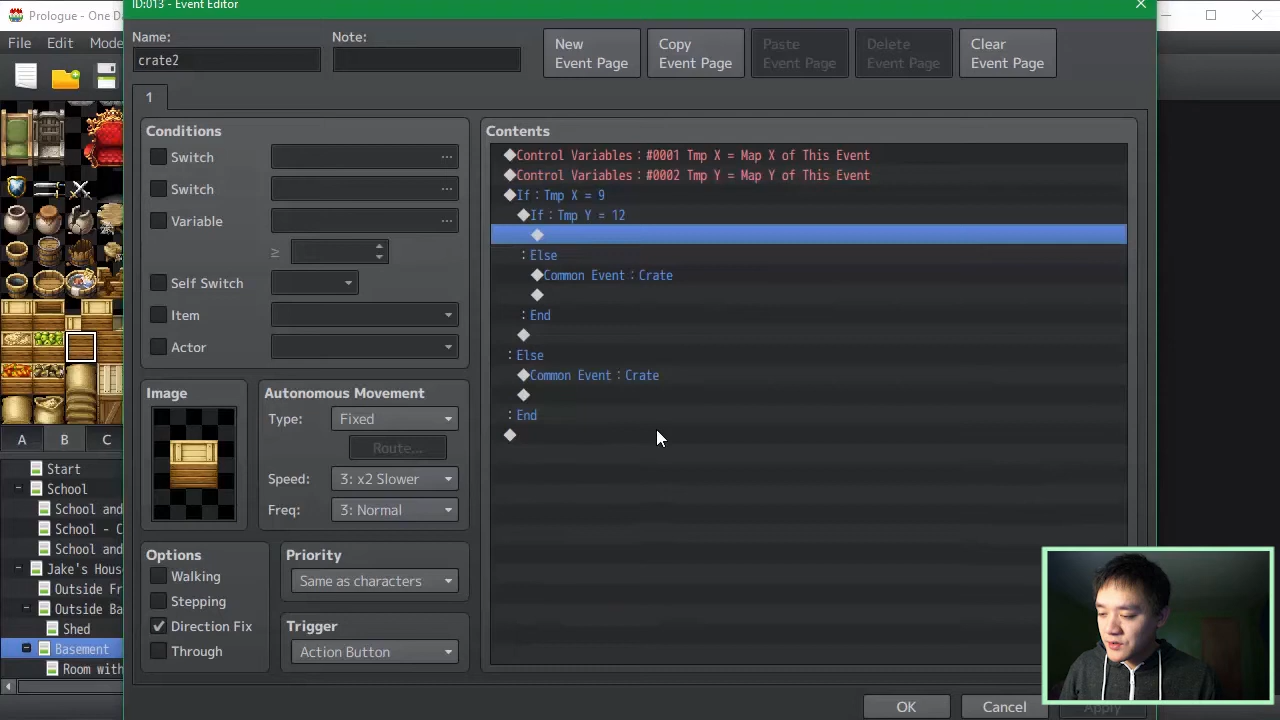 ID:013 - Event Editor
Prologue - One Da
File Edit Mode
Name:
Note:
crate2
New Event Page
Copy Event Page
Paste Event Page
Delete Event Page
Clear Event Page
1
Conditions
Switch
...
Switch
...
Variable
...
≥
Self Switch
Item
Actor
Image
Autonomous Movement
Type: Fixed
Route...
Speed: 3: x2 Slower
Freq: 3: Normal
Options
Walking
Stepping
Direction Fix
Through
Priority
Same as characters
Trigger
Action Button
Contents
◆Control Variables : #0001 Tmp X = Map X of This Event
◆Control Variables : #0002 Tmp Y = Map Y of This Event
◆If : Tmp X = 9
◆If : Tmp Y = 12
◆
: Else
◆Common Event : Crate
◆
: End
◆
: Else
◆Common Event : Crate
◆
: End
◆
A B C
Start
School
School and
School - C
School and
Jake's Hous
Outside Fr
Outside Ba
Shed
Basement
Room with
OK
Cancel
Apply